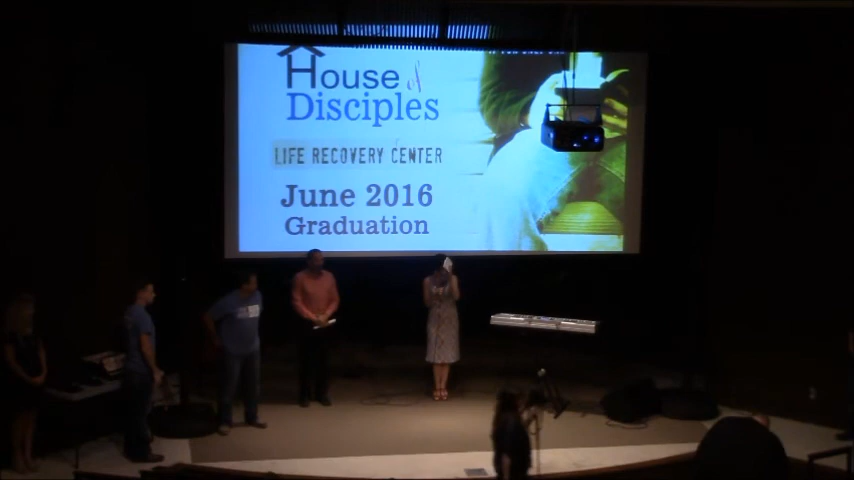 House of
Disciples
LIFE RECOVERY CENTER
June 2016
Graduation